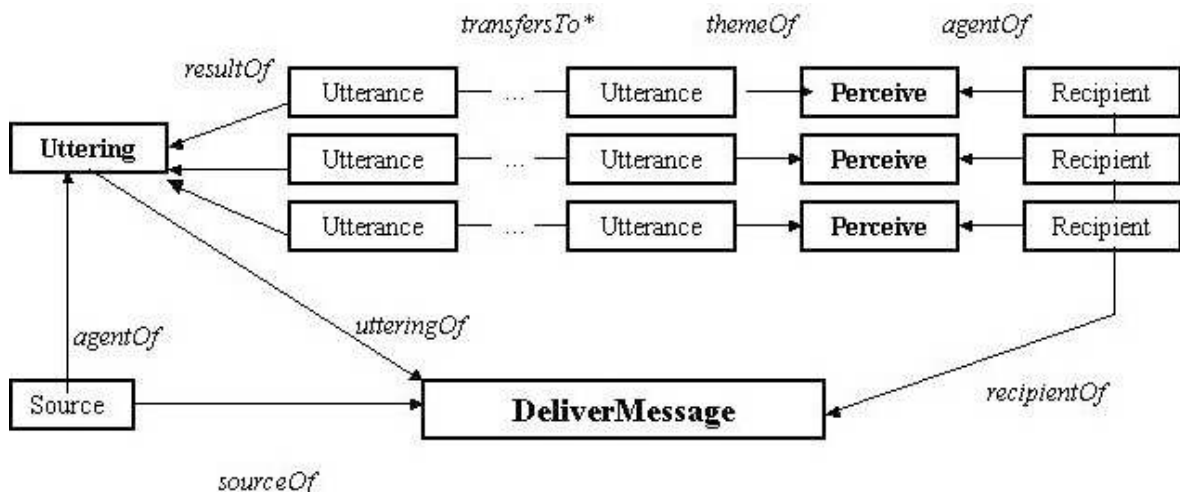 transfersTo* themeOf agentOf
resultOf
Utterance ... Utterance Perceive Recipient
Uttering
Utterance ... Utterance Perceive Recipient
Utterance ... Utterance Perceive Recipient
agentOf
utteringOf
Source
DeliverMessage
recipientOf
sourceOf